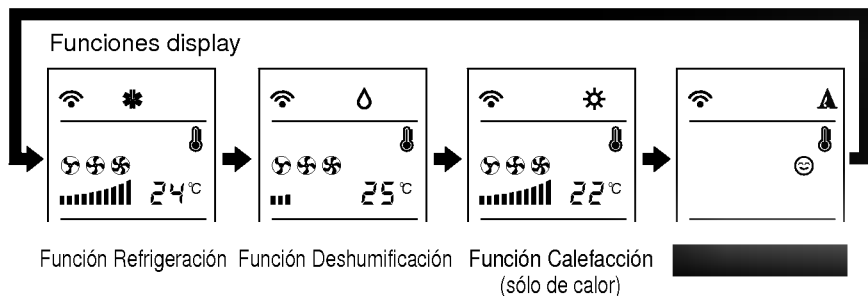 Funciones display
24°C
25°C
22°C
A
Función Refrigeración
Función Deshumificación
Función Calefacción
(sólo de calor)